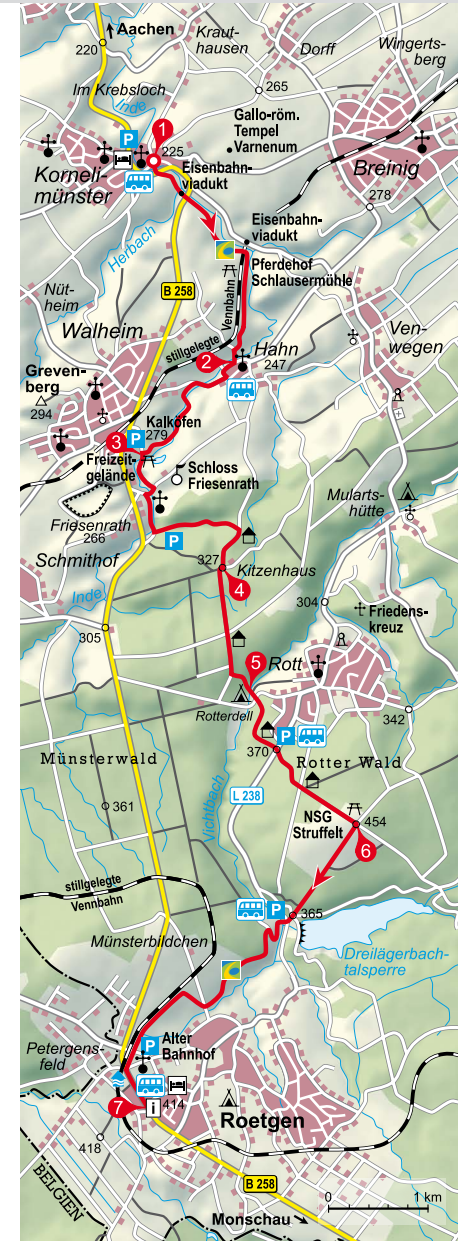 Aachen
220
Kraut-
hausen
Dorff
Wingerts-
berg
Im Krebsloch
265
Inde
Gallo-röm.
Tempel
Varnenum
P
1
225
Korneli-
münster
Eisenbahn-
viadukt
Breinig
278
Eisenbahn-
viadukt
Herbach
Pferdehof
Schlausermühle
Nüt-
heim
B 258
Vennbahn
stillgelegte
Walheim
Ven-
wegen
2
Hahn
247
Greven-
berg
294
Kalköfen
P
279
3
Freizeit-
gelände
Schloss
Friesenrath
Mularts-
hütte
Friesenrath
266
P
Schmithof
327
Kitzenhaus
4
Inde
305
304
Friedens-
kreuz
5
Rott
Rotterdell
342
P
370
Münsterwald
Rotter Wald
361
L 238
Vichtbach
NSG
Struffelt
454
6
stillgelegte
Vennbahn
P
365
Münsterbildchen
Dreilägerbach-
talsperre
P
Alter
Bahnhof
Petergens-
feld
7
i
414
Roetgen
418
BELGIEN
B 258
0
1 km
Monschau